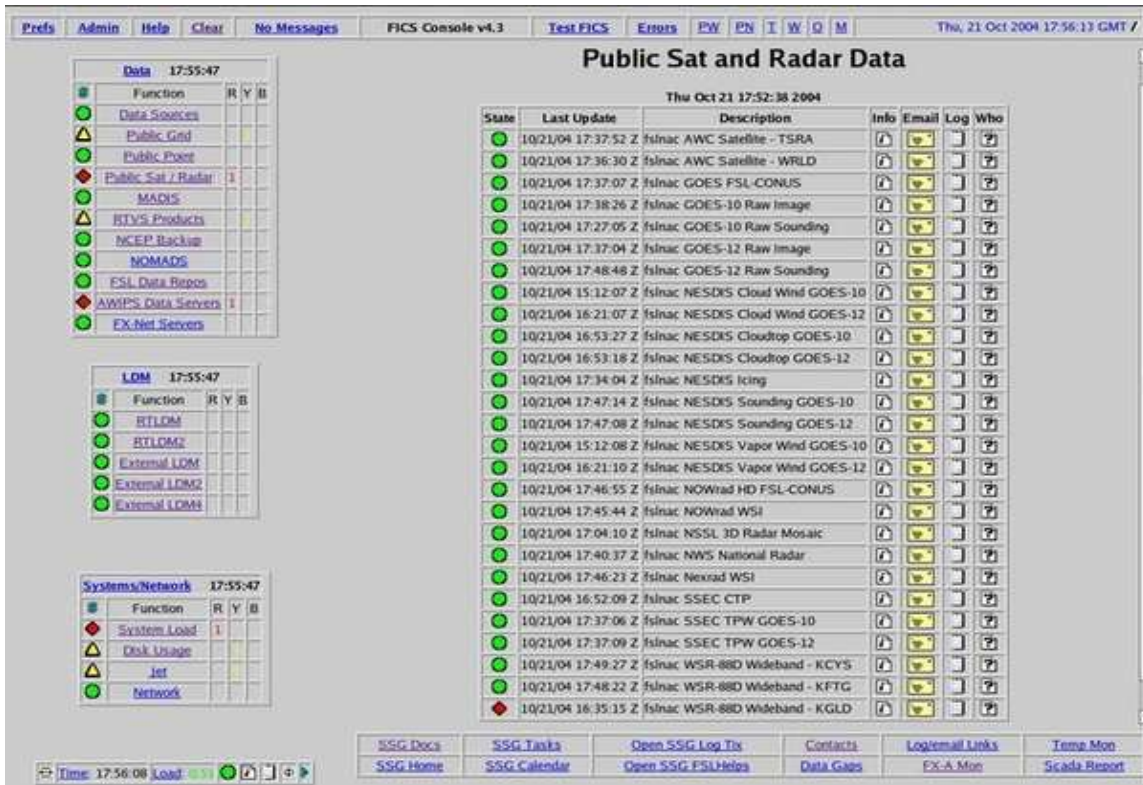 Prefs Admin Help Clear No Messages FICS Console v4.3 Test FICS Errors PW PN T W O M Thu, 21 Oct 2004 17:56:13 GMT /
Data 17:55:47
# Function R Y B
Data Sources
Public Grid
Public Point
Public Sat / Radar 1
MADIS
RTVS Products
NCEP Backup
NOMADS
FSL Data Repos
AWIPS Data Servers 1
FX-Net Servers
LDM 17:55:47
# Function R Y B
RTLDM
RTLDM2
External LDM
External LDM2
External LDM4
Systems/Network 17:55:47
# Function R Y B
System Load 1
Disk Usage
Jet
Network
Public Sat and Radar Data
Thu Oct 21 17:52:38 2004
State Last Update Description Info Email Log Who
10/21/04 17:37:52 Z fslnac AWC Satellite - TSRA
10/21/04 17:36:30 Z fslnac AWC Satellite - WRLD
10/21/04 17:37:07 Z fslnac GOES FSL-CONUS
10/21/04 17:38:26 Z fslnac GOES-10 Raw Image
10/21/04 17:27:05 Z fslnac GOES-10 Raw Sounding
10/21/04 17:37:04 Z fslnac GOES-12 Raw Image
10/21/04 17:48:48 Z fslnac GOES-12 Raw Sounding
10/21/04 15:12:07 Z fslnac NESDIS Cloud Wind GOES-10
10/21/04 16:21:07 Z fslnac NESDIS Cloud Wind GOES-12
10/21/04 16:53:27 Z fslnac NESDIS Cloudtop GOES-10
10/21/04 16:53:18 Z fslnac NESDIS Cloudtop GOES-12
10/21/04 17:34:04 Z fslnac NESDIS Icing
10/21/04 17:47:14 Z fslnac NESDIS Sounding GOES-10
10/21/04 17:47:08 Z fslnac NESDIS Sounding GOES-12
10/21/04 15:12:08 Z fslnac NESDIS Vapor Wind GOES-10
10/21/04 16:21:10 Z fslnac NESDIS Vapor Wind GOES-12
10/21/04 17:46:55 Z fslnac NOWrad HD FSL-CONUS
10/21/04 17:45:44 Z fslnac NOWrad WSI
10/21/04 17:04:10 Z fslnac NSSL 3D Radar Mosaic
10/21/04 17:40:37 Z fslnac NWS National Radar
10/21/04 17:46:23 Z fslnac Nexrad WSI
10/21/04 16:52:09 Z fslnac SSEC CTP
10/21/04 17:37:06 Z fslnac SSEC TPW GOES-10
10/21/04 17:37:09 Z fslnac SSEC TPW GOES-12
10/21/04 17:49:27 Z fslnac WSR-88D Wideband - KCYS
10/21/04 17:48:22 Z fslnac WSR-88D Wideband - KFTG
10/21/04 16:35:15 Z fslnac WSR-88D Wideband - KGLD
SSG Docs SSG Tasks Open SSG Log Tix Contacts Log/email Links Temp Mon
SSG Home SSG Calendar Open SSG FSLHelps Data Gaps FX-A Mon Scada Report
Time: 17:56:08 Load: